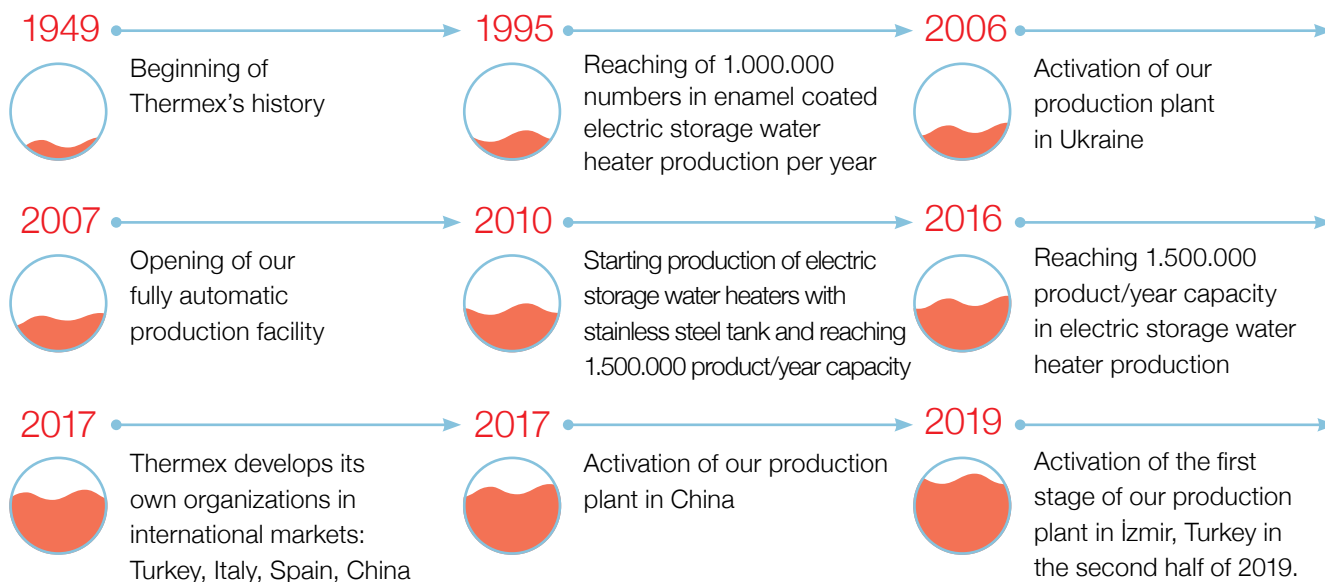 1949
Beginning of
Thermex's history
1995
Reaching of 1.000.000
numbers in enamel coated
electric storage water
heater production per year
2006
Activation of our
production plant
in Ukraine
2007
Opening of our
fully automatic
production facility
2010
Starting production of electric
storage water heaters with
stainless steel tank and reaching
1.500.000 product/year capacity
2016
Reaching 1.500.000
product/year capacity
in electric storage water
heater production
2017
Thermex develops its
own organizations in
international markets:
Turkey, Italy, Spain, China
2017
Activation of our production
plant in China
2019
Activation of the first
stage of our production
plant in İzmir, Turkey in
the second half of 2019.